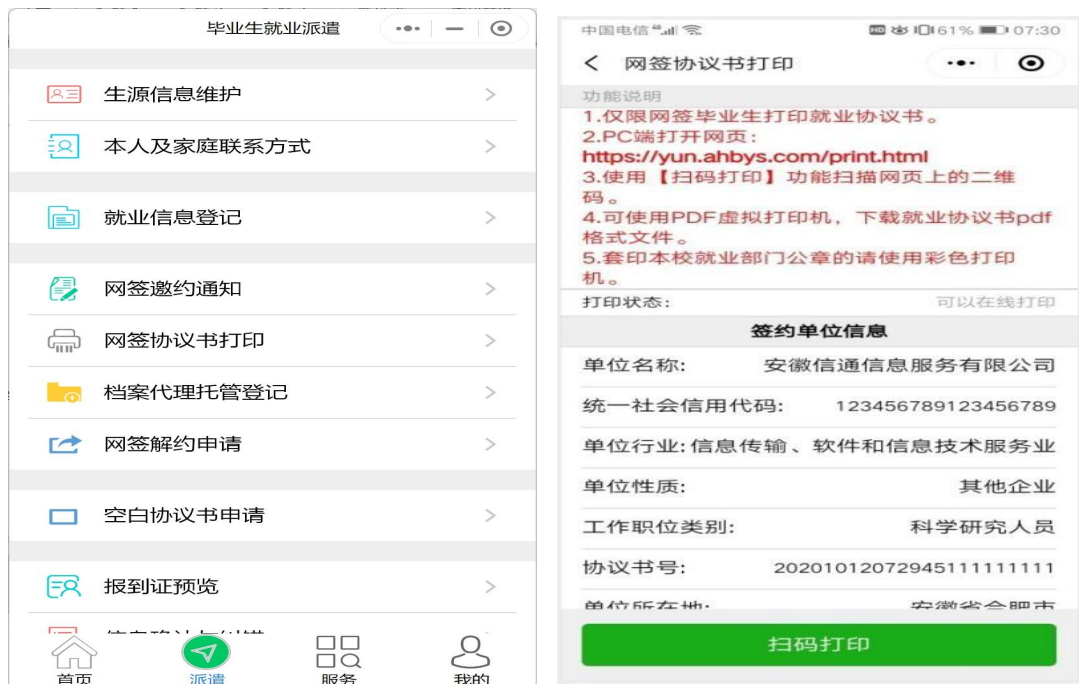 毕业生就业派遣
生源信息维护
本人及家庭联系方式
就业信息登记
网签邀约通知
网签协议书打印
档案代理托管登记
网签解约申请
空白协议书申请
报到证预览
首页
派遣
服务
我的
中国电信 61% 07:30
网签协议书打印
功能说明
1.仅限网签毕业生打印就业协议书。
2.PC端打开网页:
https://yun.ahbys.com/print.html
3.使用【扫码打印】功能扫描网页上的二维
码。
4.可使用PDF虚拟打印机，下载就业协议书pdf
格式文件。
5.套印本校就业部门公章的请使用彩色打印
机。
打印状态: 可以在线打印
签约单位信息
单位名称: 安徽信通信息服务有限公司
统一社会信用代码: 123456789123456789
单位行业: 信息传输、软件和信息技术服务业
单位性质: 其他企业
工作职位类别: 科学研究人员
协议书号: 20201012072945111111111
单位所在地: 安徽省合肥市
扫码打印